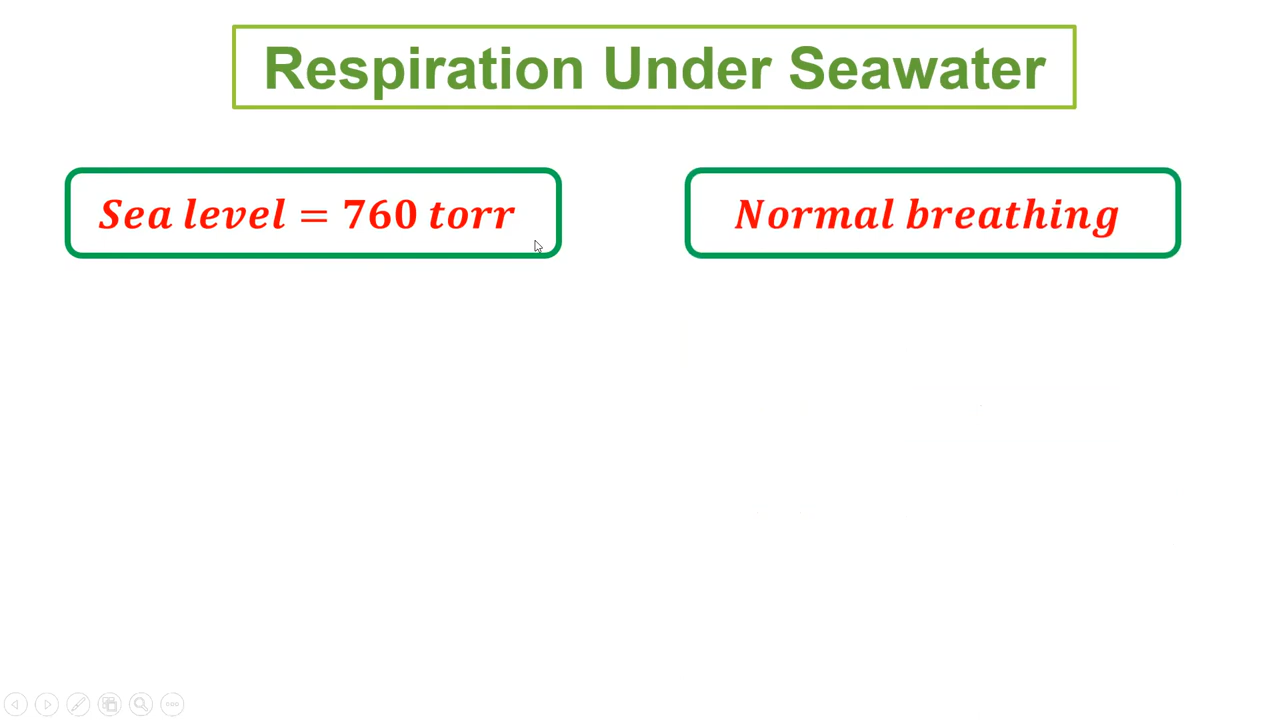 Respiration Under Seawater
Sea level = 760 torr
Normal breathing